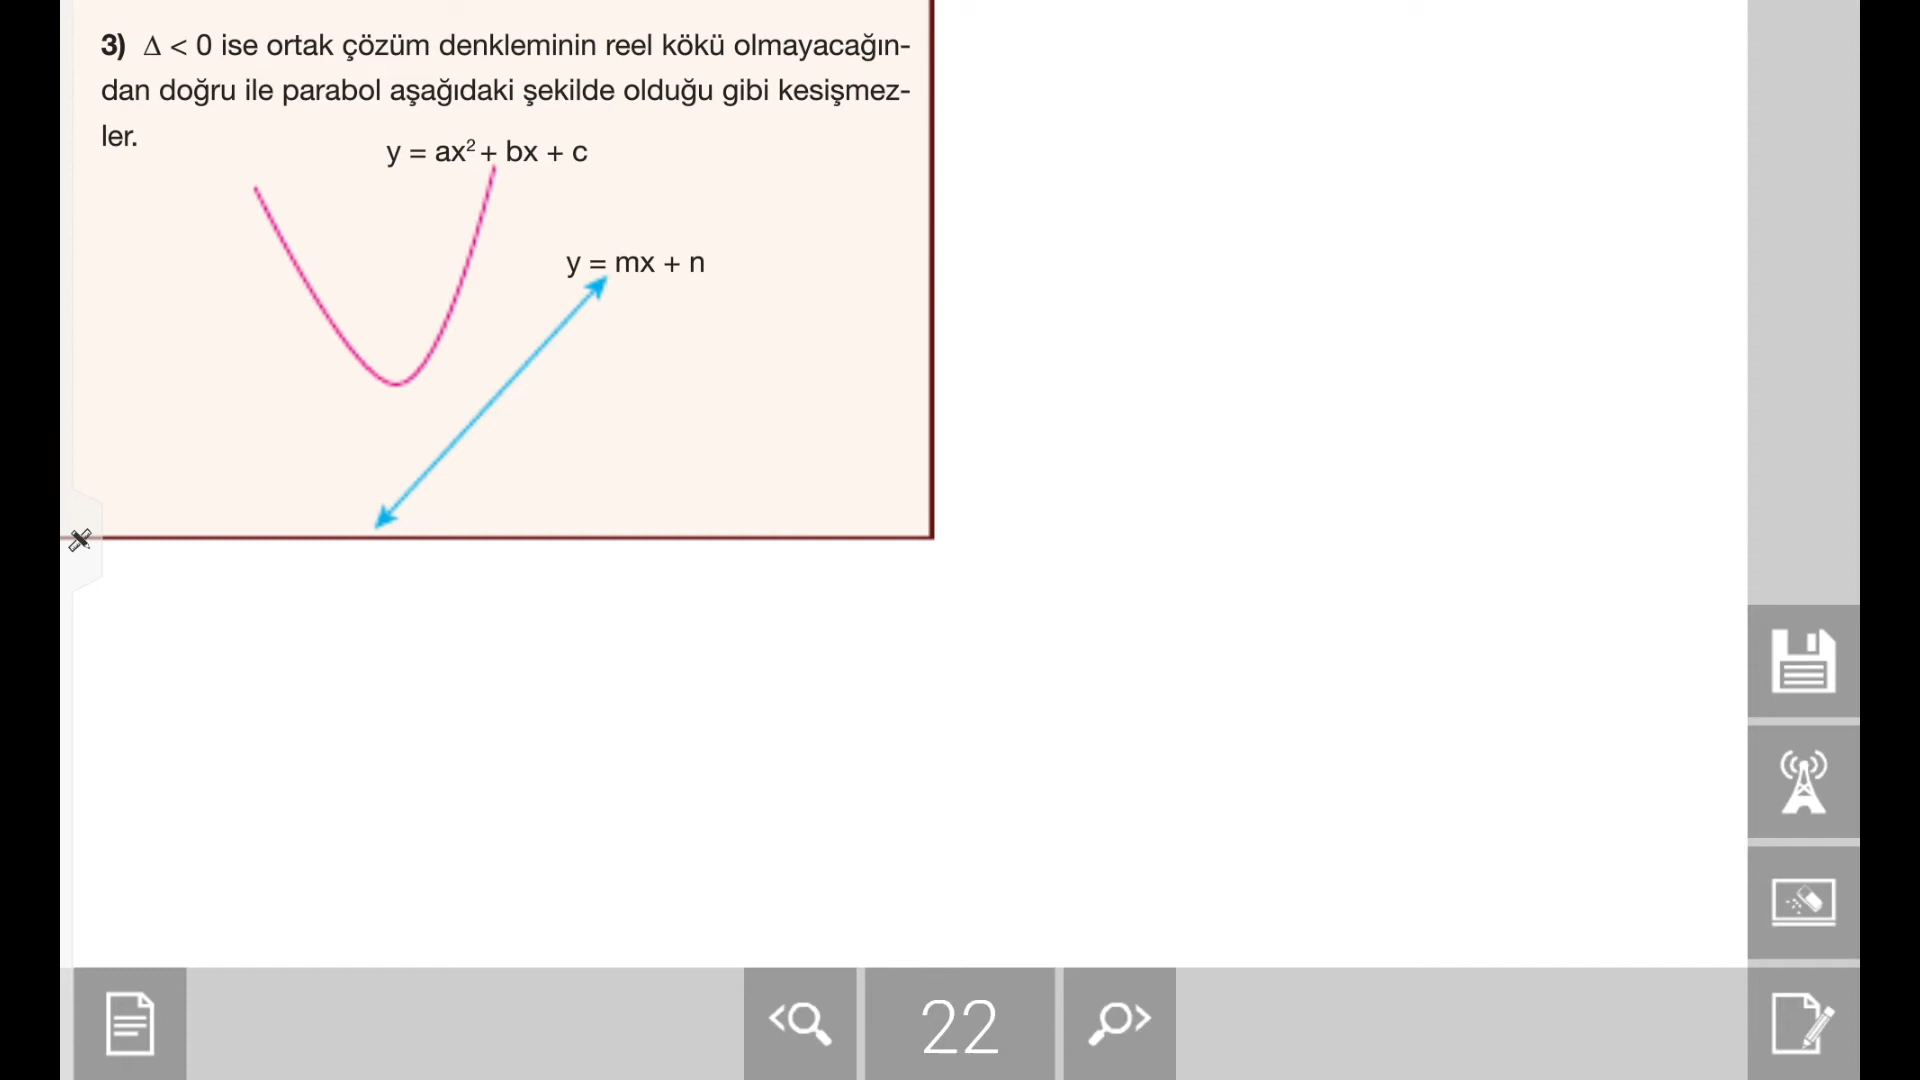 3) Δ < 0 ise ortak çözüm denkleminin reel kökü olmayacağın-
dan doğru ile parabol aşağıdaki şekilde olduğu gibi kesişmez-
ler.
y = ax² + bx + c
y = mx + n
22